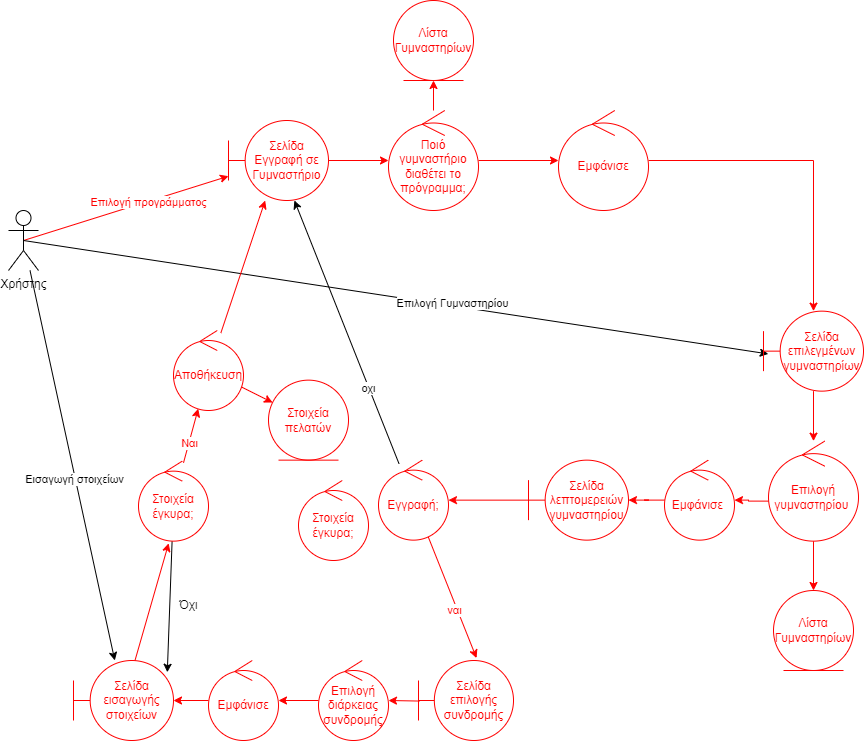 Λίστα
Γυμναστηρίων
Σελίδα
Εγγραφή σε
Γυμναστήριο
Ποιό
γυμναστήριο
διαθέτει το
πρόγραμμα;
Εμφάνισε
Επιλογή προγράμματος
Χρήστης
Επιλογή Γυμναστηρίου
Σελίδα
επιλεγμένων
γυμναστηρίων
Αποθήκευση
οχι
Στοιχεία
πελατών
Ναι
Εισαγωγή στοιχείων
Στοιχεία
έγκυρα;
Στοιχεία
έγκυρα;
Εγγραφή;
Σελίδα
λεπτομερειών
γυμναστηρίου
Εμφάνισε
Επιλογή
γυμναστηρίου
Όχι
ναι
Λίστα
Γυμναστηρίων
Σελίδα
εισαγωγής
στοιχείων
Εμφάνισε
Επιλογή
διάρκειας
συνδρομής
Σελίδα
επιλογής
συνδρομής